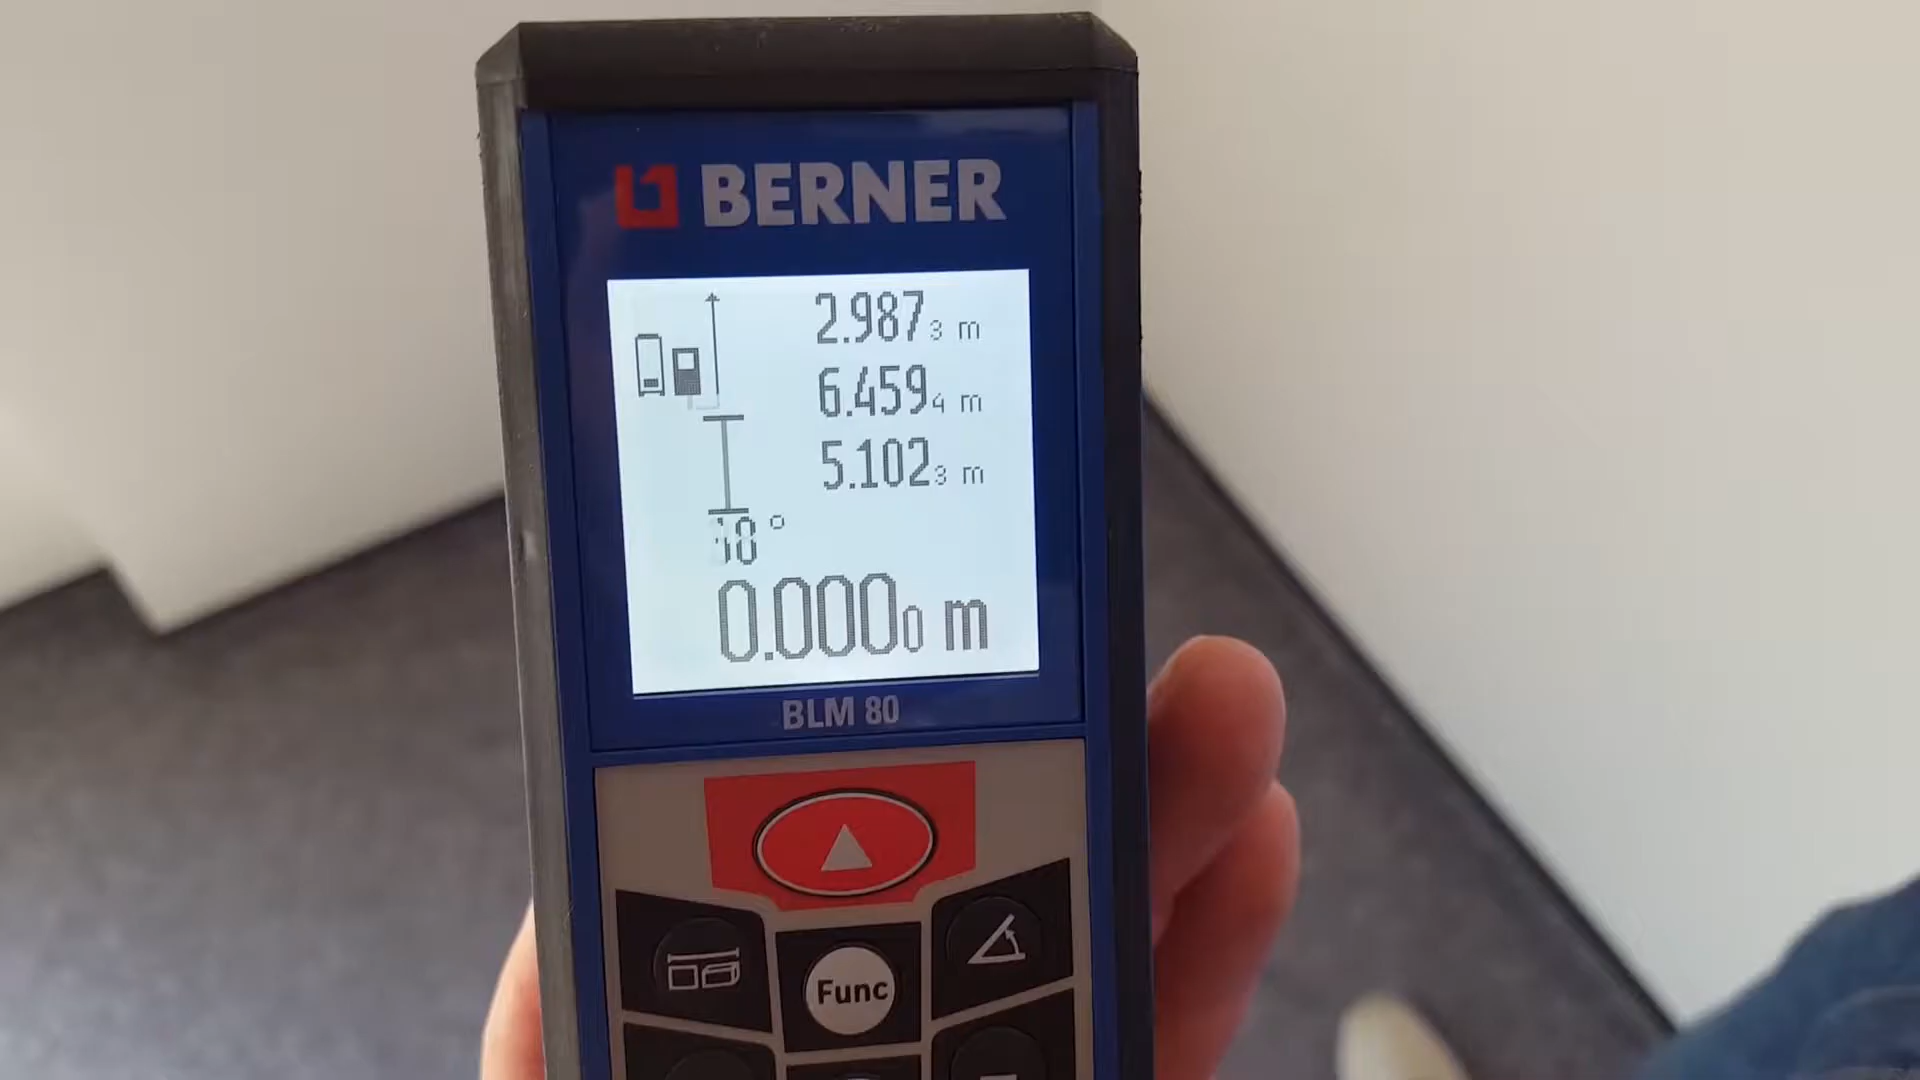 BERNER
2.9873 m
6.4594 m
5.1023 m
0.0000 m
BLM 80
Func